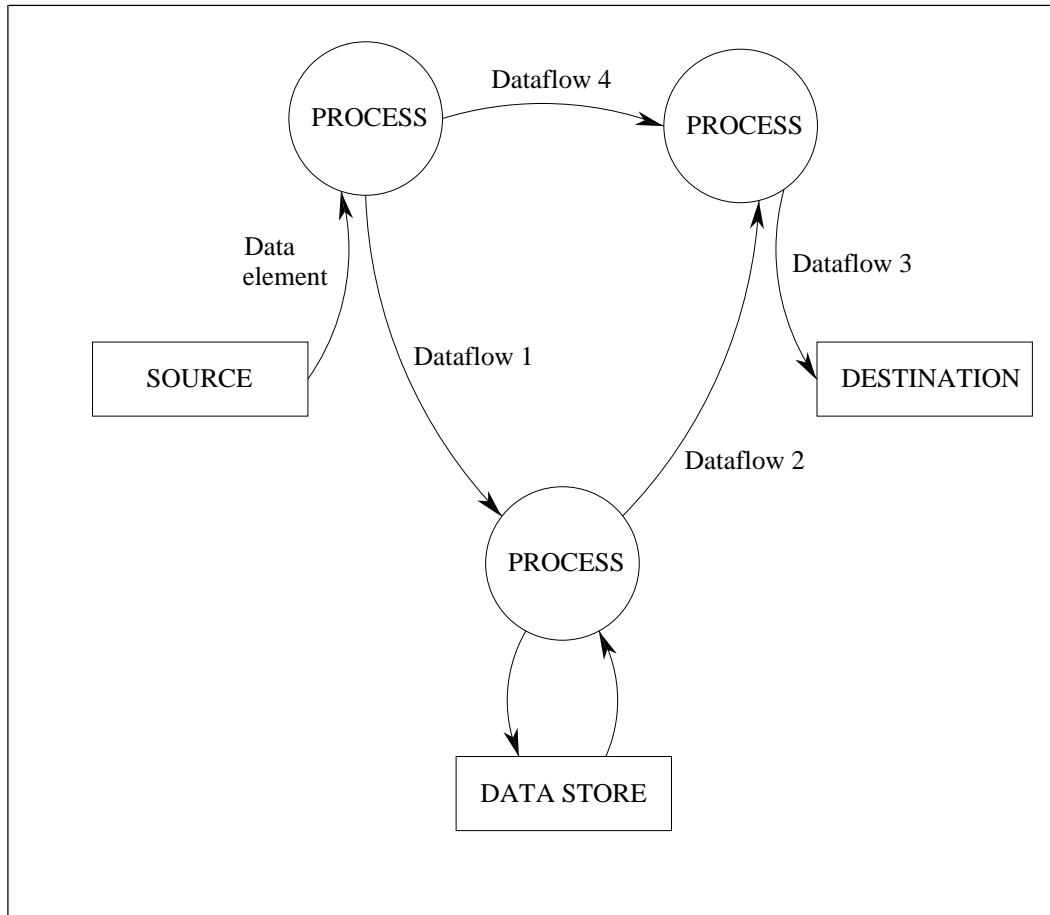 Dataflow 4
PROCESS
PROCESS
Data
element
Dataflow 3
Dataflow 1
SOURCE
DESTINATION
Dataflow 2
PROCESS
DATA STORE